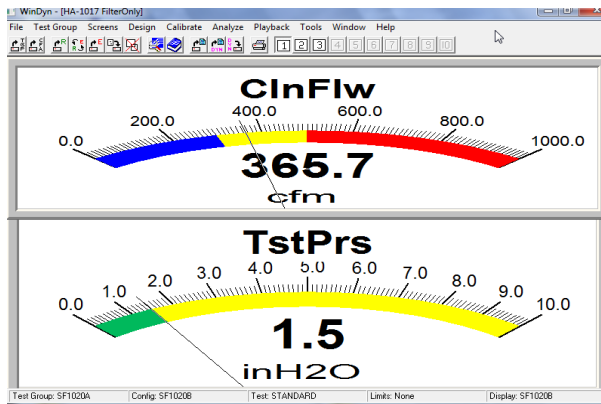 WinDyn - [HA-1017 FilterOnly]
File Test Group Screens Design Calibrate Analyze Playback Tools Window Help
1 2 3 4 5 6 7 8 9 10
ClnFlw
0.0 200.0 400.0 600.0 800.0 1000.0
365.7
cfm
TstPrs
0.0 1.0 2.0 3.0 4.0 5.0 6.0 7.0 8.0 9.0 10.0
1.5
inH2O
Test Group: SF1020A Config: SF1020B Test: STANDARD Limits: None Display: SF1020B